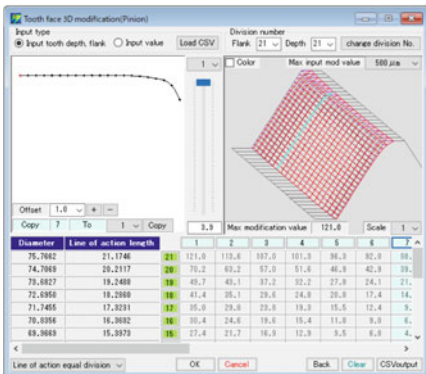 Tooth face 3D modification(Pinion)
Input type
Input tooth depth, flank Input value Load CSV
Division number
Flank 21 Depth 21 change division No.
1 Color Max input mod value 500 μm
Offset 1.0 + −
Copy 7 To 1 Copy
3.9 Max modification value 121.0 Scale 1
Diameter Line of action length 1 2 3 4 5 6 7
75.7662 21.1746 21 121.0 113.6 107.0 101.3 96.3 92.0
74.7069 20.2117 20 70.2 63.2 57.0 51.6 46.9 42.9
73.6827 19.2488 19 49.7 43.1 37.2 32.2 27.8 24.1 21.
72.6950 18.2860 18 41.4 35.1 29.6 24.8 20.8 17.4
71.7455 17.3231 17 35.0 29.0 23.8 19.3 15.5 12.4
70.8356 16.3602 16 30.4 24.6 19.6 15.4 11.8
69.9669 15.3973 15 27.4 21.7 16.9 12.9 9.5 6.8
Line of action equal division OK Cancel Back Clear CSVoutput